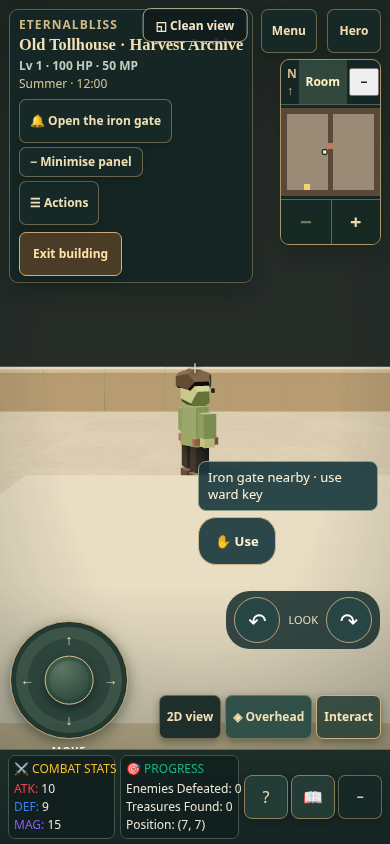 ETERNALBLISS
◱ Clean view
Menu
Hero
Old Tollhouse · Harvest Archive
Lv 1 · 100 HP · 50 MP
Summer · 12:00
🔔 Open the iron gate
− Minimise panel
☰ Actions
Exit building
N
↑
Room
−
− +
Iron gate nearby · use
ward key
✋ Use
↶ LOOK ↷
↑
← →
↓
2D view
◈ Overhead
Interact
⚔️ COMBAT STATS
ATK: 10
DEF: 9
MAG: 15
🎯 PROGRESS
Enemies Defeated: 0
Treasures Found: 0
Position: (7, 7)
?
📖
−